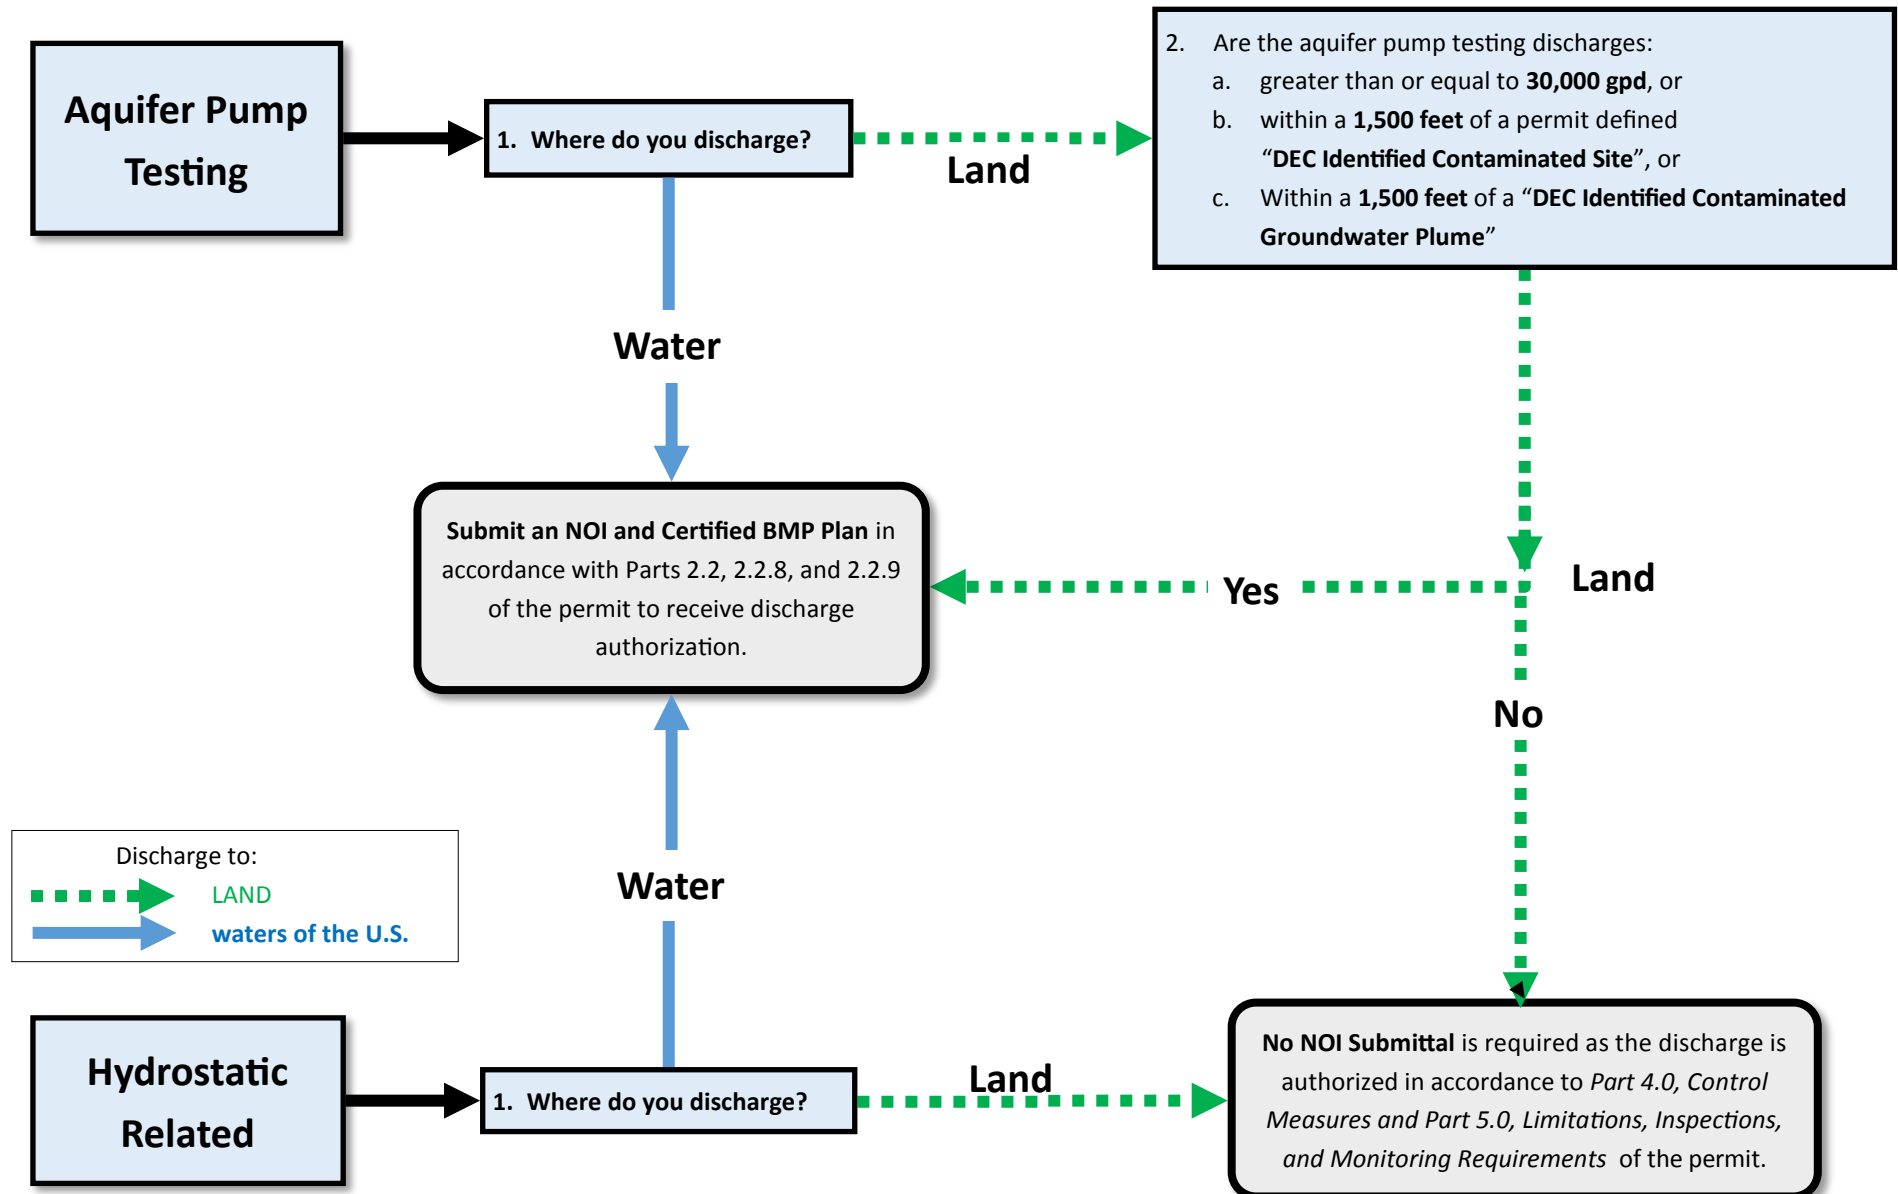 Aquifer Pump
Testing
1. Where do you discharge?
Land
2. Are the aquifer pump testing discharges:
a. greater than or equal to 30,000 gpd, or
b. within a 1,500 feet of a permit defined
“DEC Identified Contaminated Site”, or
c. Within a 1,500 feet of a “DEC Identified Contaminated
Groundwater Plume”
Water
Submit an NOI and Certified BMP Plan in
accordance with Parts 2.2, 2.2.8, and 2.2.9
of the permit to receive discharge
authorization.
Yes
Land
No
Discharge to:
LAND
waters of the U.S.
Water
Hydrostatic
Related
1. Where do you discharge?
Land
No NOI Submittal is required as the discharge is
authorized in accordance to Part 4.0, Control
Measures and Part 5.0, Limitations, Inspections,
and Monitoring Requirements of the permit.